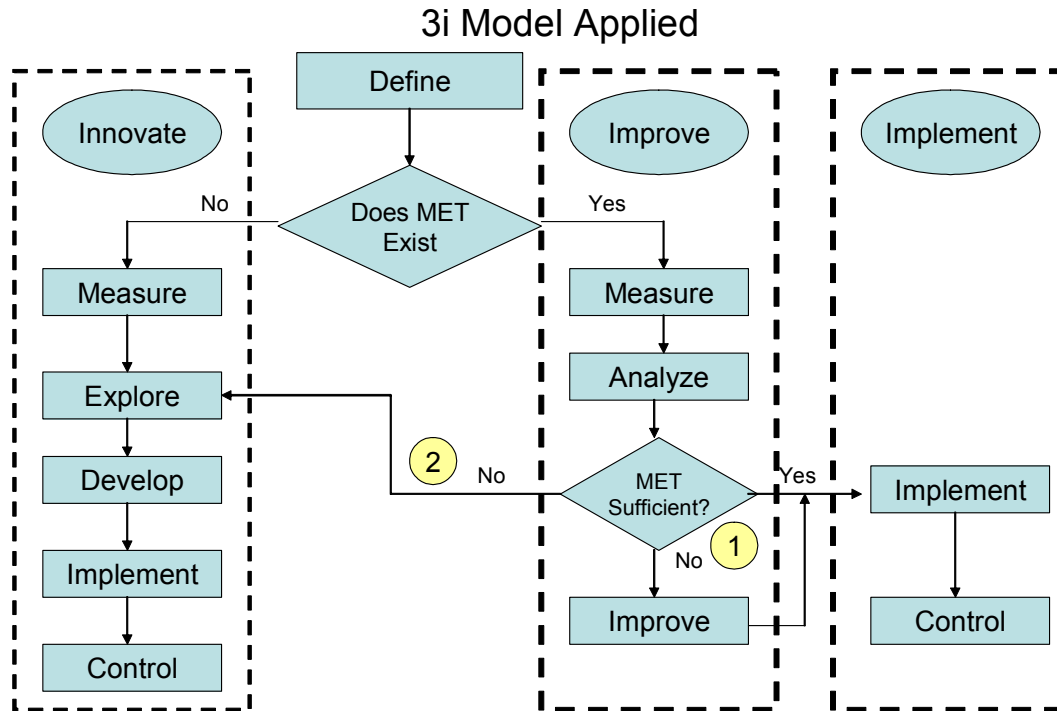 3i Model Applied
Define
Innovate
Improve
Implement
No
Does MET
Exist
Yes
Measure
Measure
Explore
Analyze
Develop
2
No
MET
Sufficient?
Yes
Implement
1
No
Implement
Improve
Control
Control